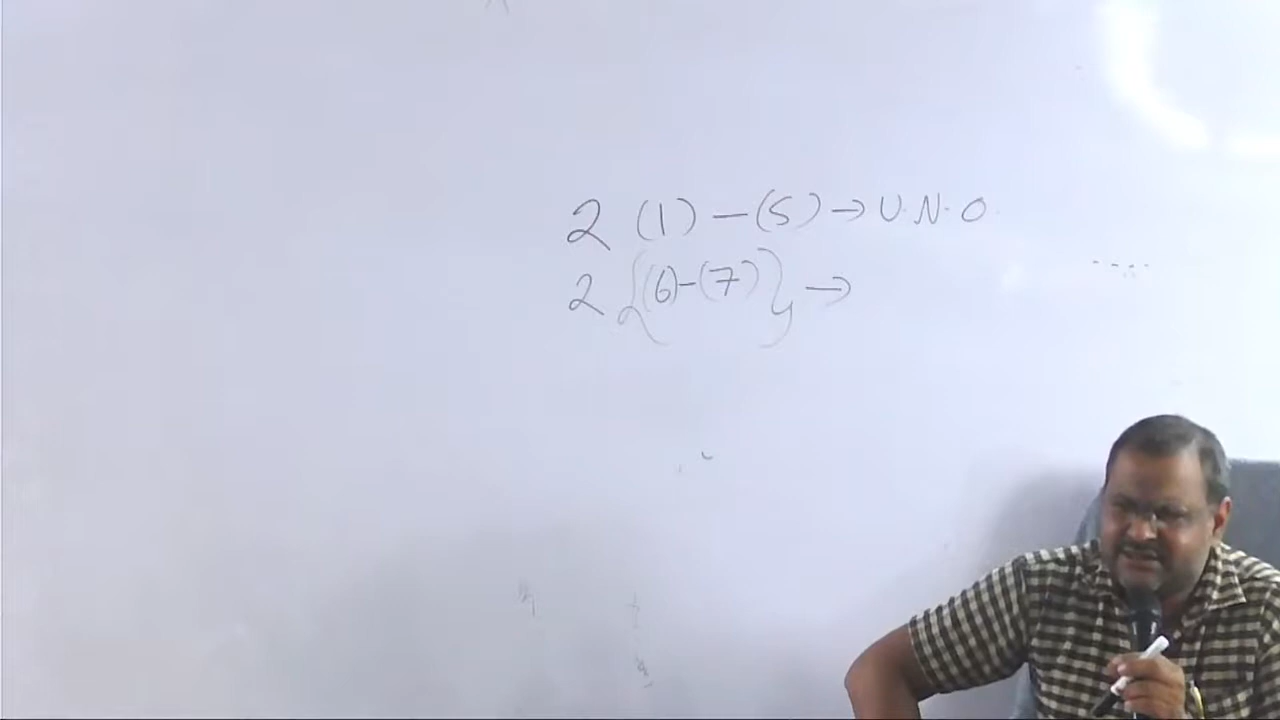 2 (1) – (5) → U.N.O.
2 {(6)-(7)} →